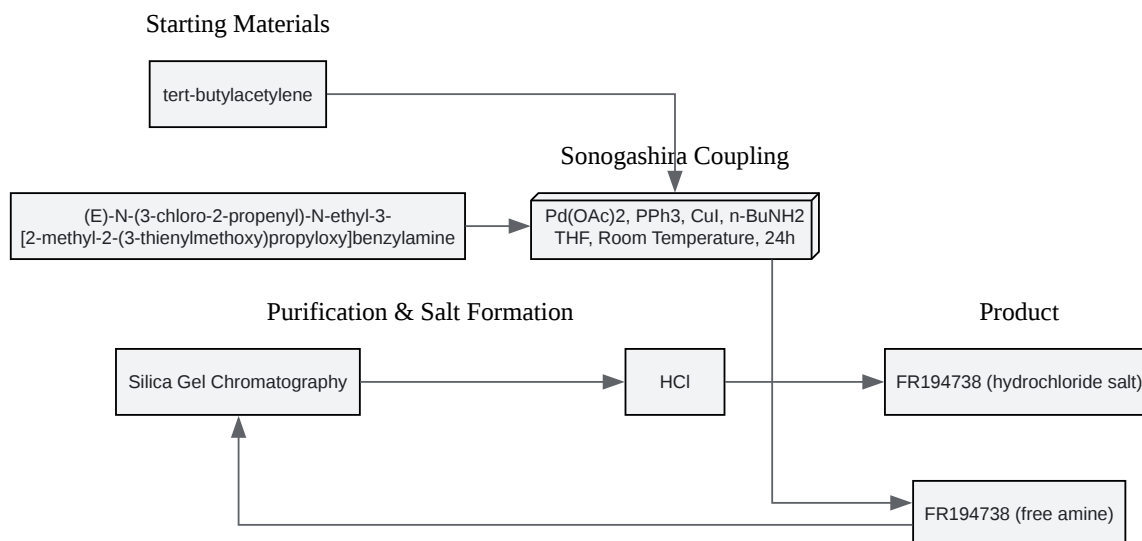 Starting Materials
tert-butylacetylene
Sonogashira Coupling
(E)-N-(3-chloro-2-propenyl)-N-ethyl-3-
[2-methyl-2-(3-thienylmethoxy)propyloxy]benzylamine
Pd(OAc)2, PPh3, CuI, n-BuNH2
THF, Room Temperature, 24h
Purification & Salt Formation
Product
Silica Gel Chromatography
HCl
FR194738 (hydrochloride salt)
FR194738 (free amine)